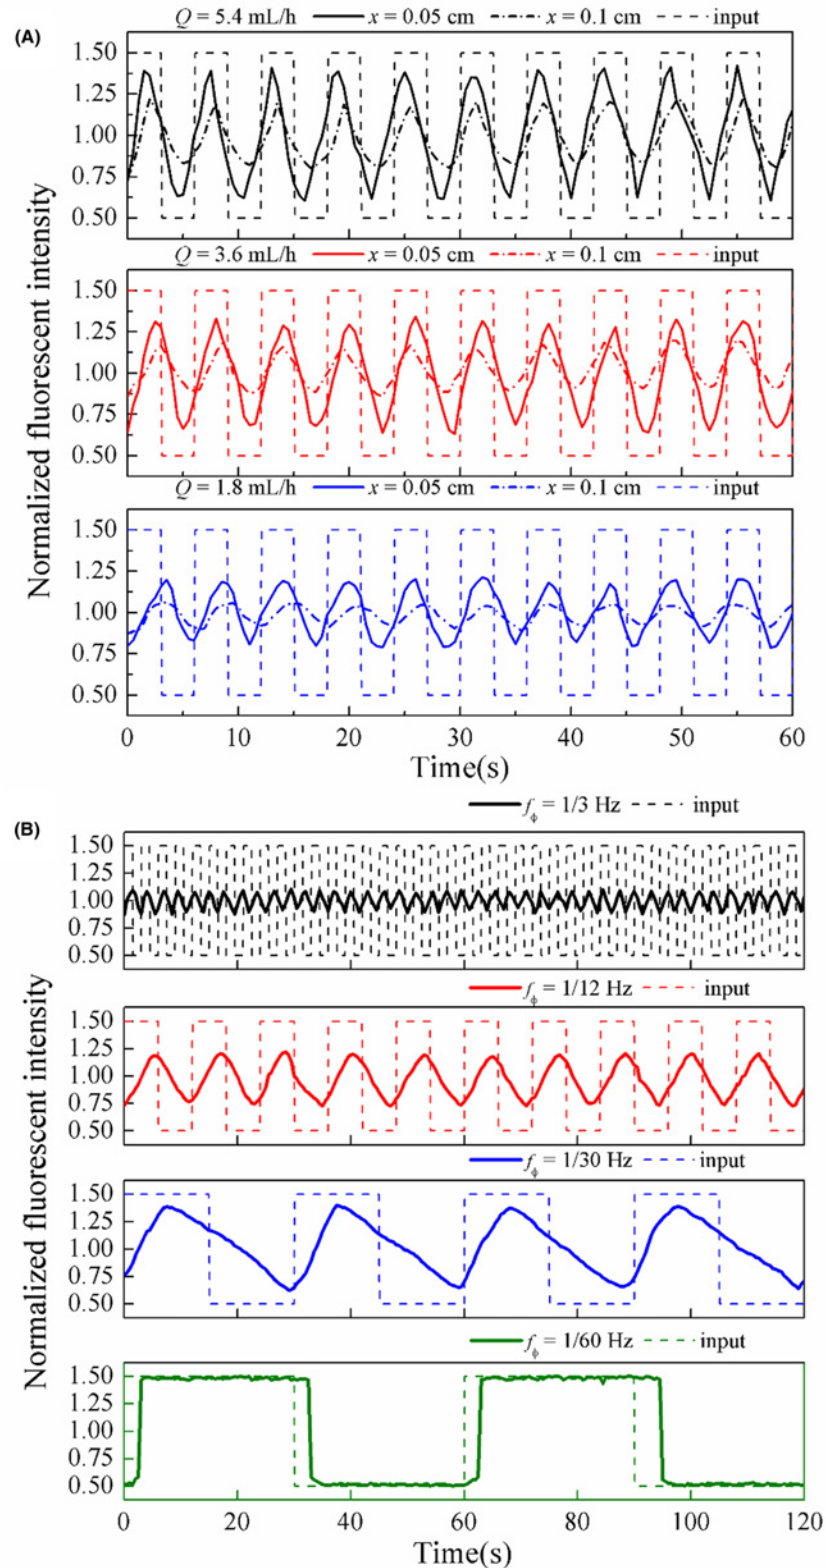 (A)
Q = 5.4 mL/h x = 0.05 cm x = 0.1 cm input
1.50
1.25
1.00
0.75
0.50
Q = 3.6 mL/h x = 0.05 cm x = 0.1 cm input
1.50
1.25
1.00
0.75
0.50
Q = 1.8 mL/h x = 0.05 cm x = 0.1 cm input
1.50
1.25
1.00
0.75
0.50
Normalized fluorescent intensity
0 10 20 30 40 50 60
Time(s)
(B)
fϕ = 1/3 Hz input
1.50
1.25
1.00
0.75
0.50
fϕ = 1/12 Hz input
1.50
1.25
1.00
0.75
0.50
fϕ = 1/30 Hz input
1.50
1.25
1.00
0.75
0.50
fϕ = 1/60 Hz input
1.50
1.25
1.00
0.75
0.50
Normalized fluorescent intensity
0 20 40 60 80 100 120
Time(s)